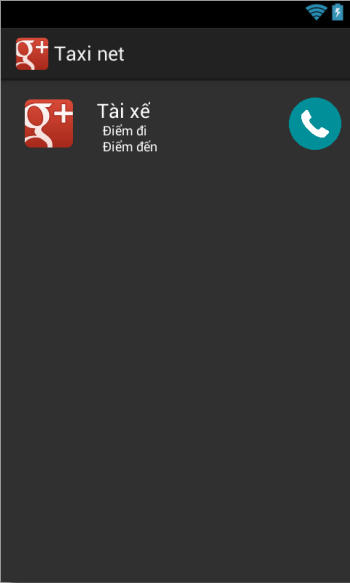 g+ Taxi net
g+ Tài xế
Điểm đi
Điểm đến